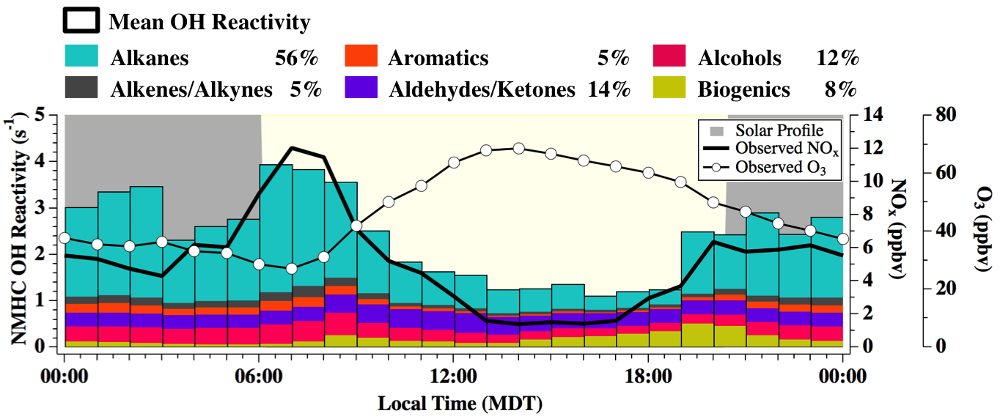 Mean OH Reactivity
Alkanes 56% Aromatics 5% Alcohols 12%
Alkenes/Alkynes 5% Aldehydes/Ketones 14% Biogenics 8%
NMHC OH Reactivity (s⁻¹)
5
4
3
2
1
0
Solar Profile
Observed NOₓ
Observed O₃
14
12
10
8
6
4
2
0
NOₓ (ppbv)
80
60
40
20
0
O₃ (ppbv)
00:00 06:00 12:00 18:00 00:00
Local Time (MDT)